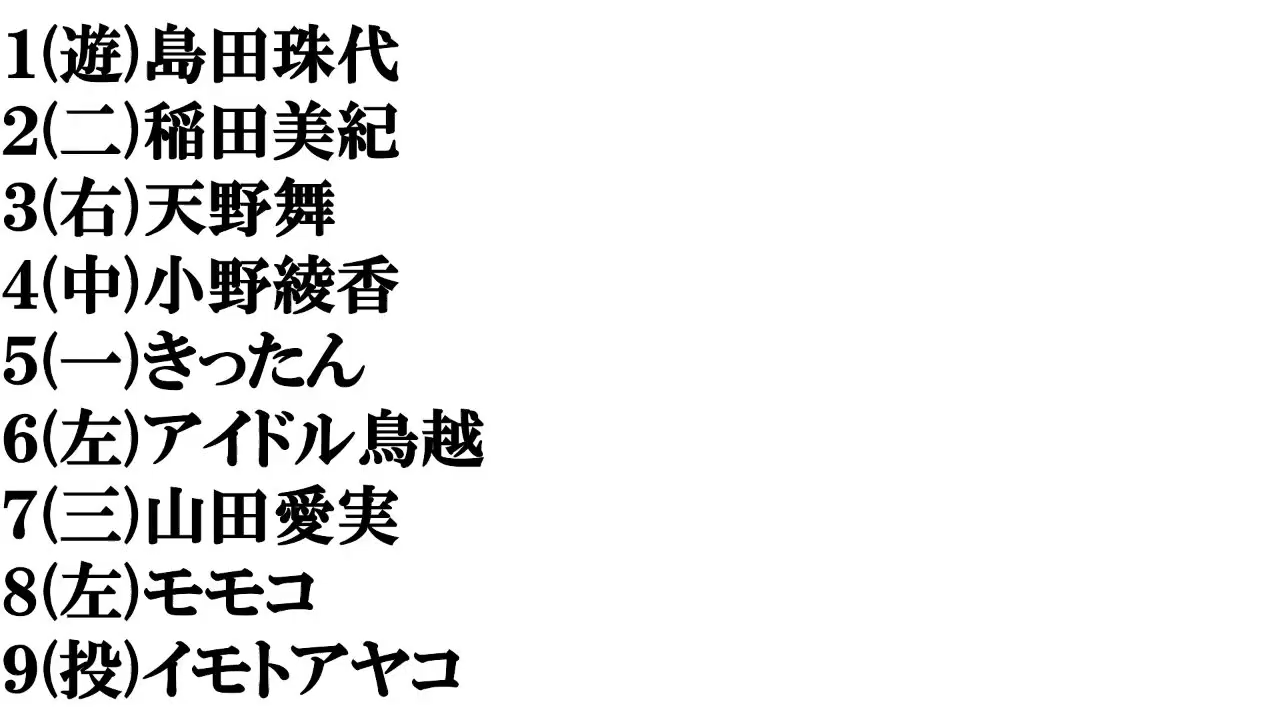 1(遊)島田珠代
2(二)稲田美紀
3(右)天野舞
4(中)小野綾香
5(一)きったん
6(左)アイドル鳥越
7(三)山田愛実
8(左)モモコ
9(投)イモトアヤコ